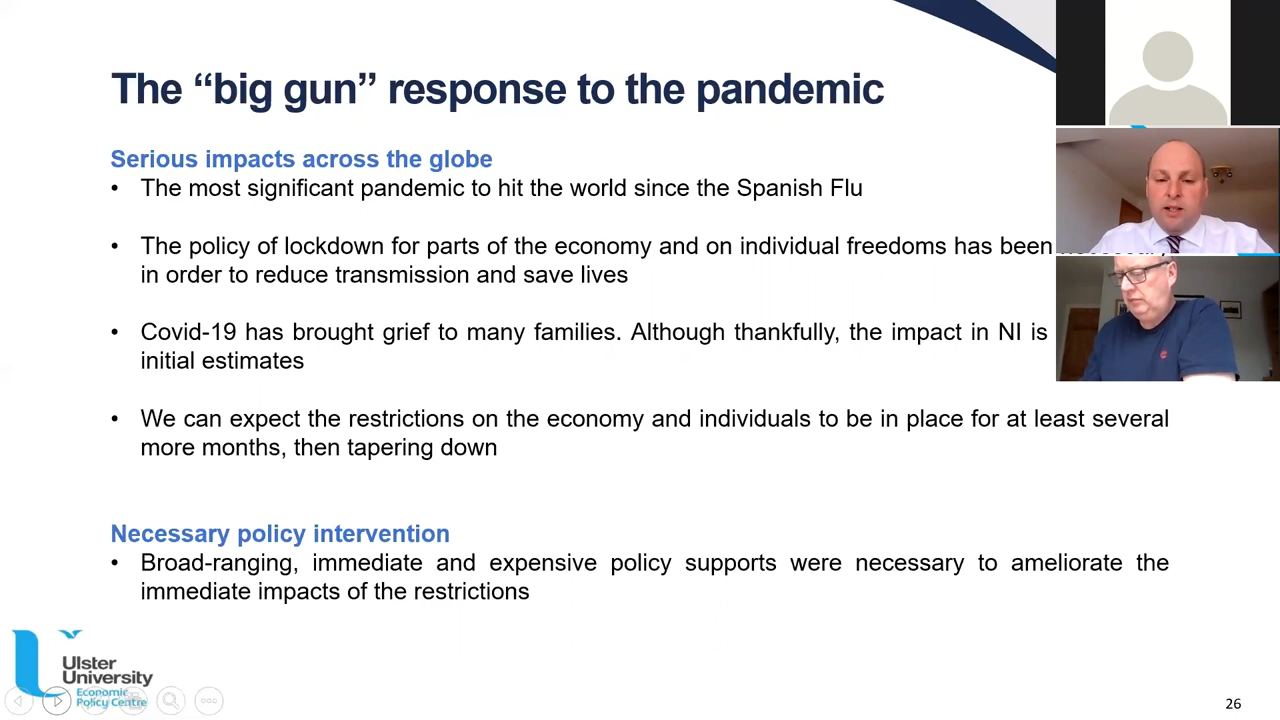 The “big gun” response to the pandemic
Serious impacts across the globe
• The most significant pandemic to hit the world since the Spanish Flu
• The policy of lockdown for parts of the economy and on individual freedoms has been
in order to reduce transmission and save lives
• Covid-19 has brought grief to many families. Although thankfully, the impact in NI is
initial estimates
• We can expect the restrictions on the economy and individuals to be in place for at least several
more months, then tapering down
Necessary policy intervention
• Broad-ranging, immediate and expensive policy supports were necessary to ameliorate the
immediate impacts of the restrictions
Ulster
University
Economic
Policy Centre
26